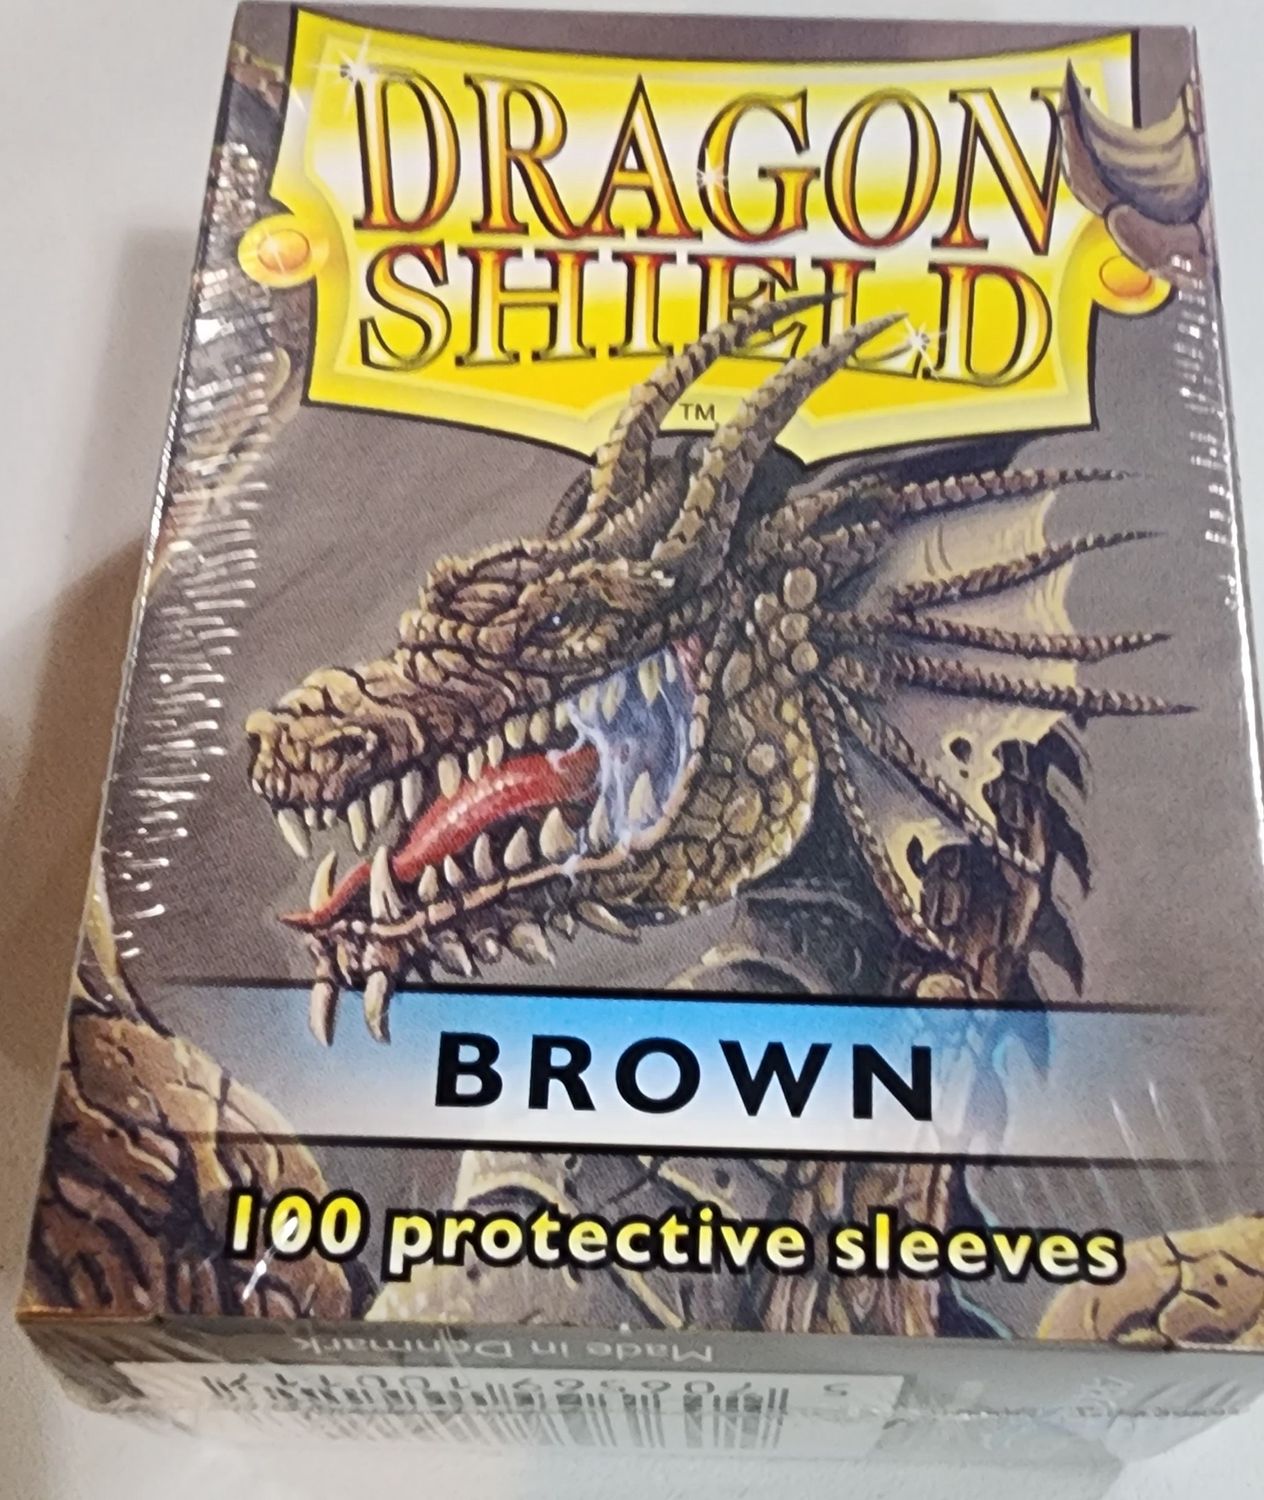 DRAGON
SHIELD
TM
BROWN
100 protective sleeves
Made in Denmark